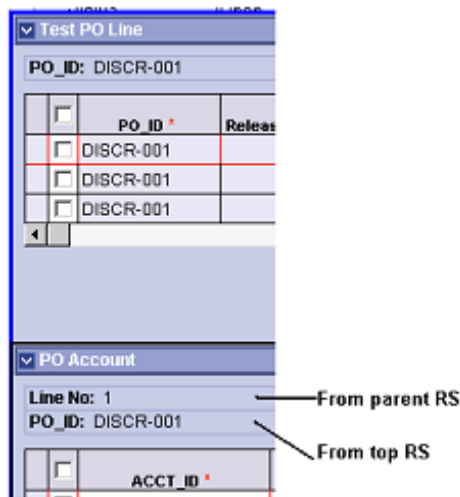 Test PO Line
PO_ID: DISCR-001
PO_ID * Releas
DISCR-001
DISCR-001
DISCR-001
PO Account
Line No: 1
From parent RS
PO_ID: DISCR-001
From top RS
ACCT_ID *